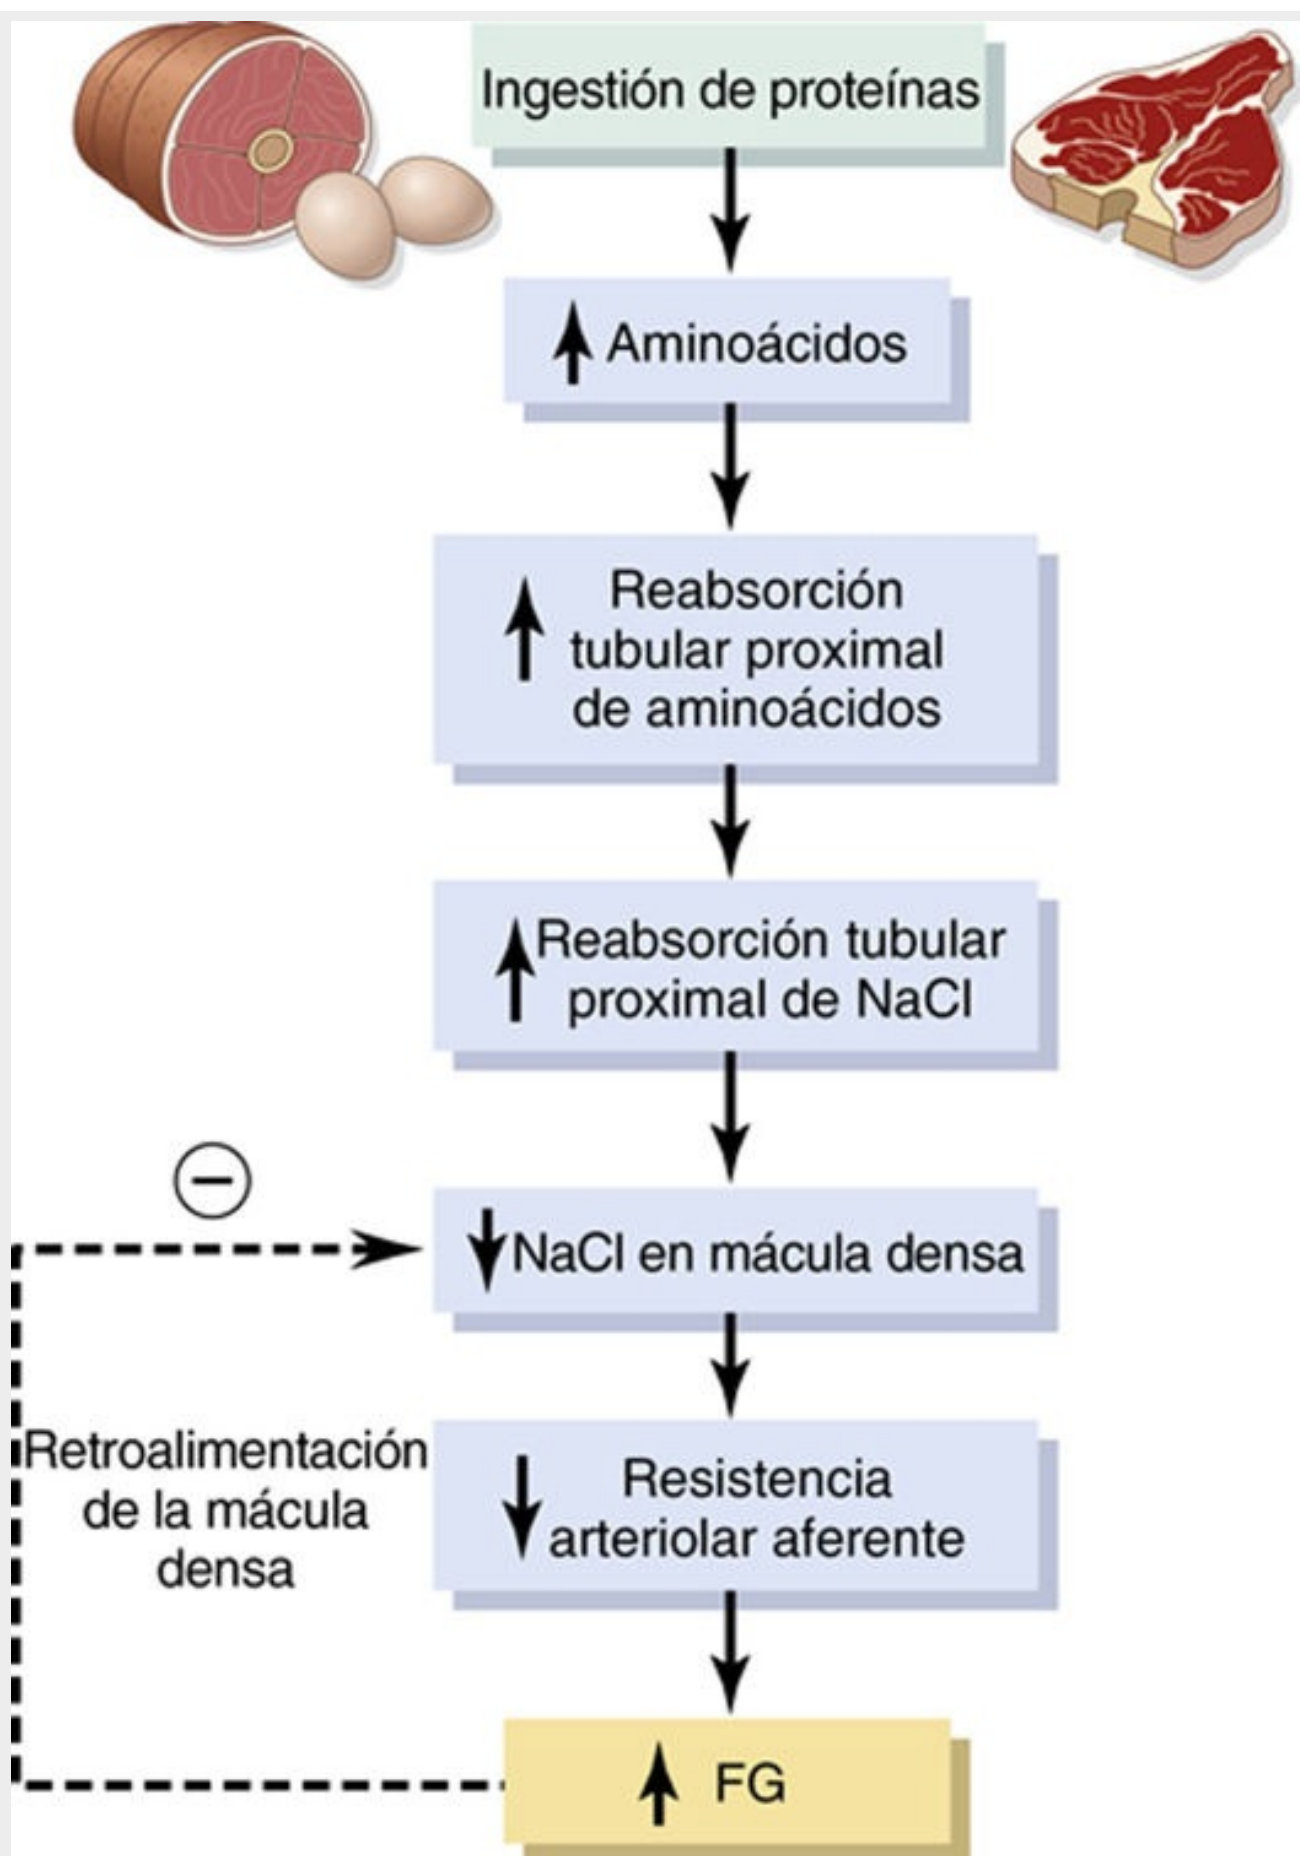 Ingestión de proteínas
Aminoácidos
Reabsorción
tubular proximal
de aminoácidos
Reabsorción tubular
proximal de NaCl
−
NaCl en mácula densa
Retroalimentación
de la mácula
densa
Resistencia
arteriolar aferente
FG